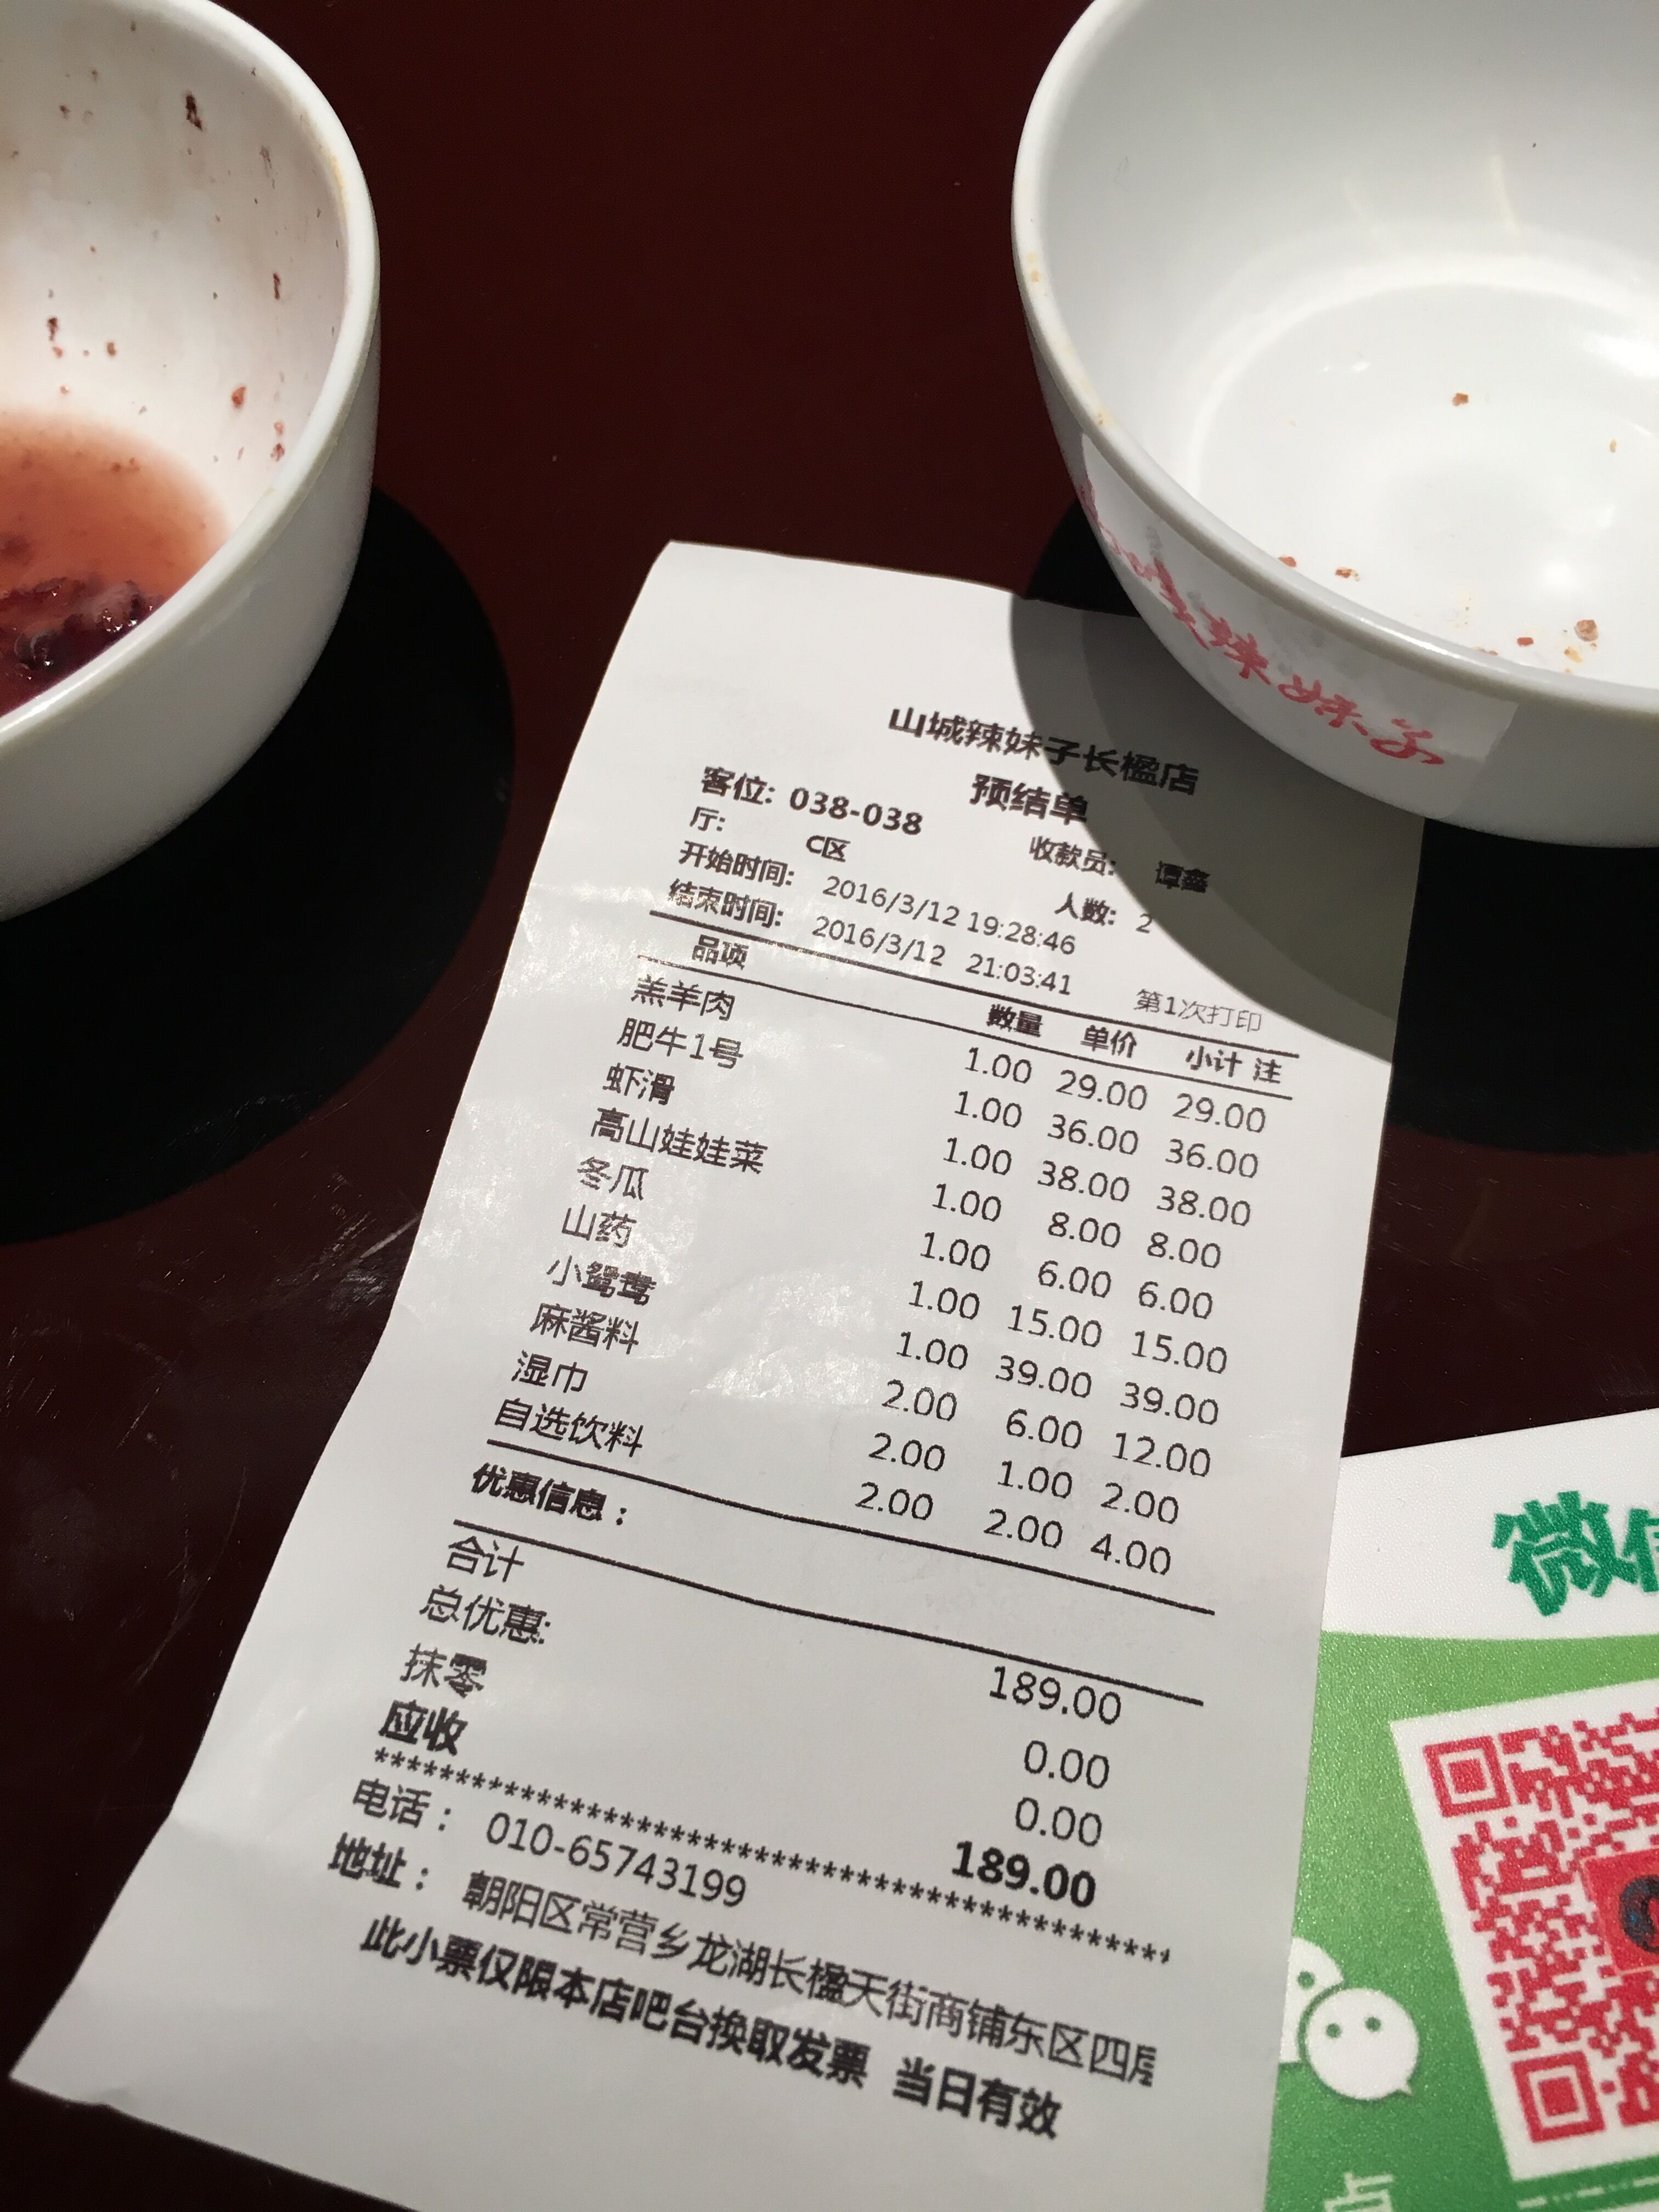 山城辣妹子长楹店
预结单
客位: 038-038
收款员: 谭鑫
厅: C区
人数: 2
开始时间: 2016/3/12 19:28:46
结束时间: 2016/3/12 21:03:41
第1次打印
品项 数量 单价 小计 注
羔羊肉 1.00 29.00 29.00
肥牛1号 1.00 36.00 36.00
虾滑 1.00 38.00 38.00
高山娃娃菜 1.00 8.00 8.00
冬瓜 1.00 6.00 6.00
山药 1.00 15.00 15.00
小鸳鸯 1.00 39.00 39.00
麻酱料 2.00 6.00 12.00
湿巾 2.00 1.00 2.00
自选饮料 2.00 2.00 4.00
优惠信息：
合计 189.00
总优惠: 0.00
抹零 0.00
应收 189.00
电话： 010-65743199
地址： 朝阳区常营乡龙湖长楹天街商铺东区四层
此小票仅限本店吧台换取发票 当日有效
辣妹子
微信